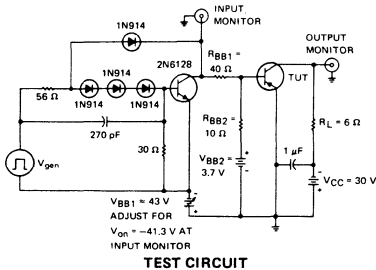 1N914
INPUT
MONITOR
2N6128
RBB1 =
40 Ω
OUTPUT
MONITOR
TUT
56 Ω
1N914
1N914
1N914
270 pF
30 Ω
RBB2 =
10 Ω
RL = 6 Ω
1 μF
Vgen
VBB2 =
3.7 V
VCC = 30 V
VBB1 ≈ 43 V
ADJUST FOR
Von = −41.3 V AT
INPUT MONITOR
TEST CIRCUIT